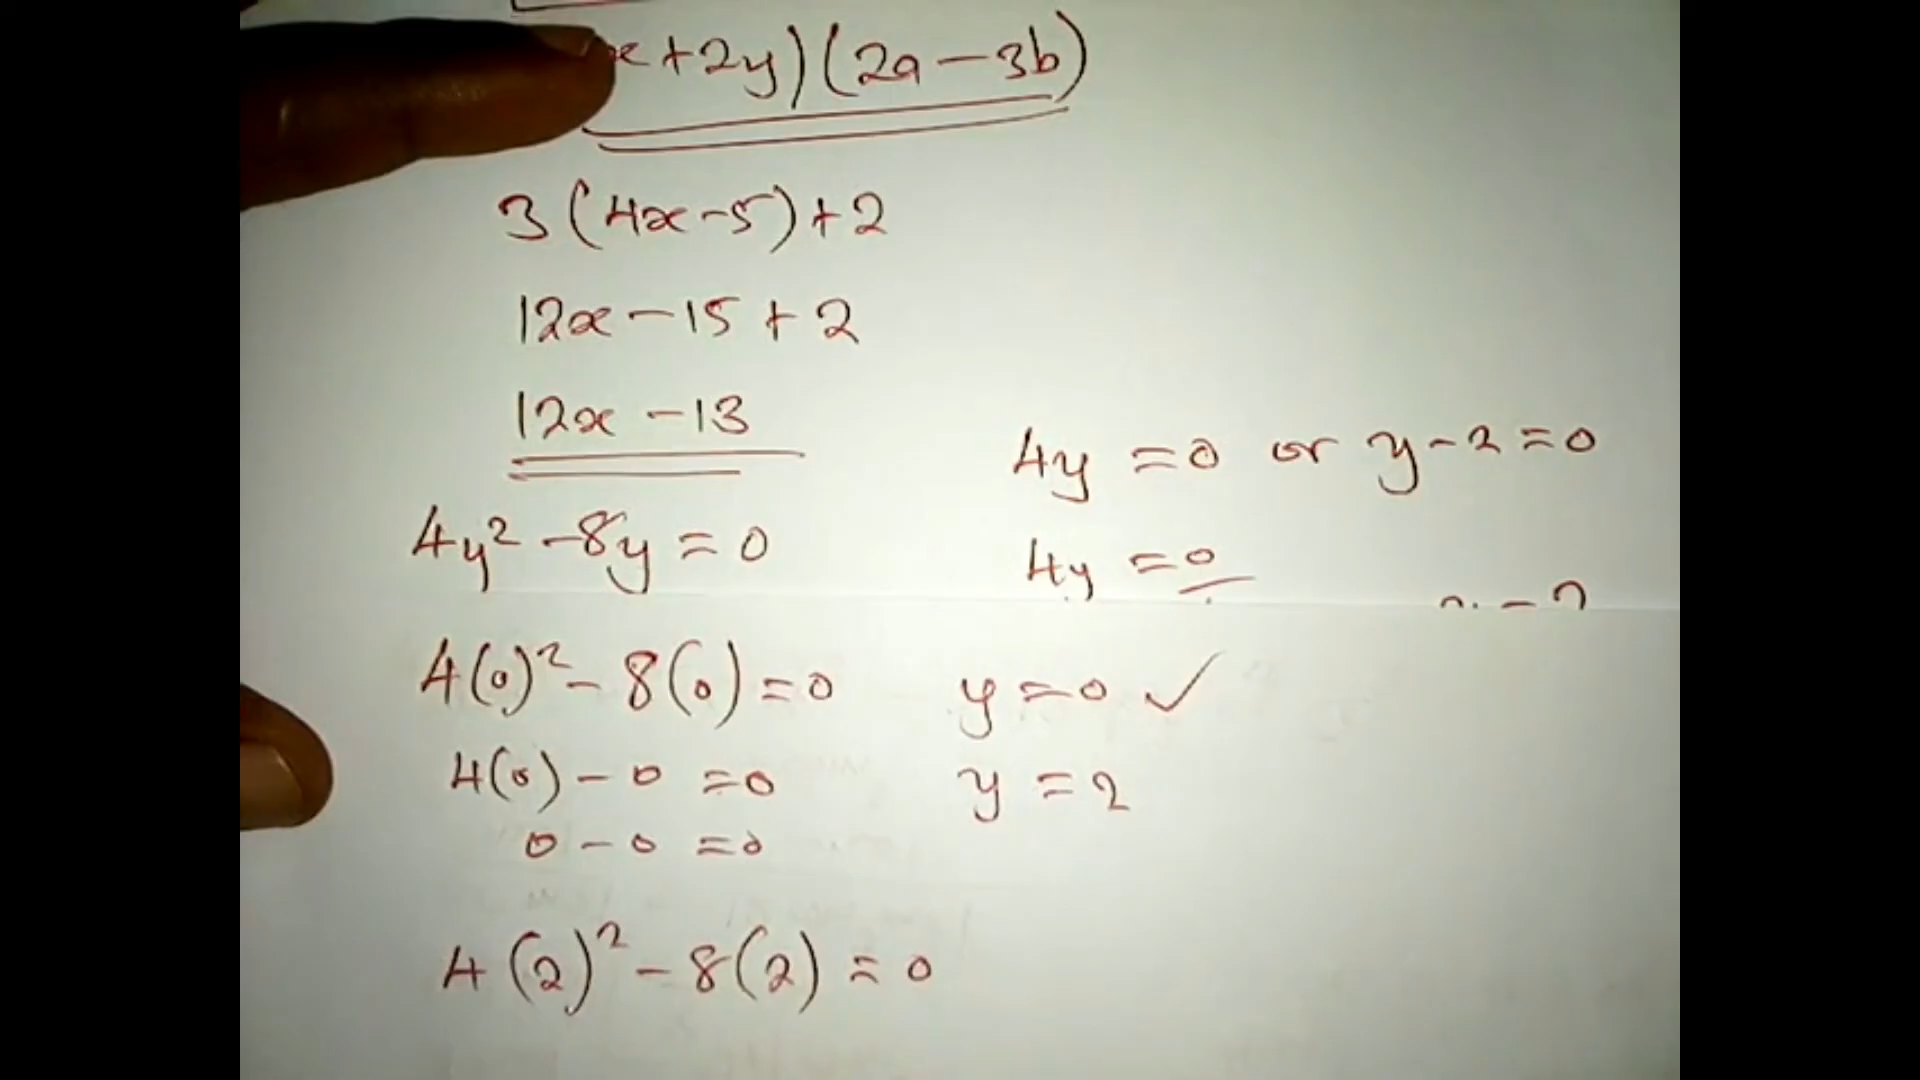 x+2y)(2a-3b)
3(4x-5)+2
12x-15+2
12x-13
4y²-8y=0
4y=0 or y-2=0
4y=0
4(0)²-8(0)=0
y=0 ✓
4(0)-0=0
y=2
0-0=0
4(2)²-8(2)=0